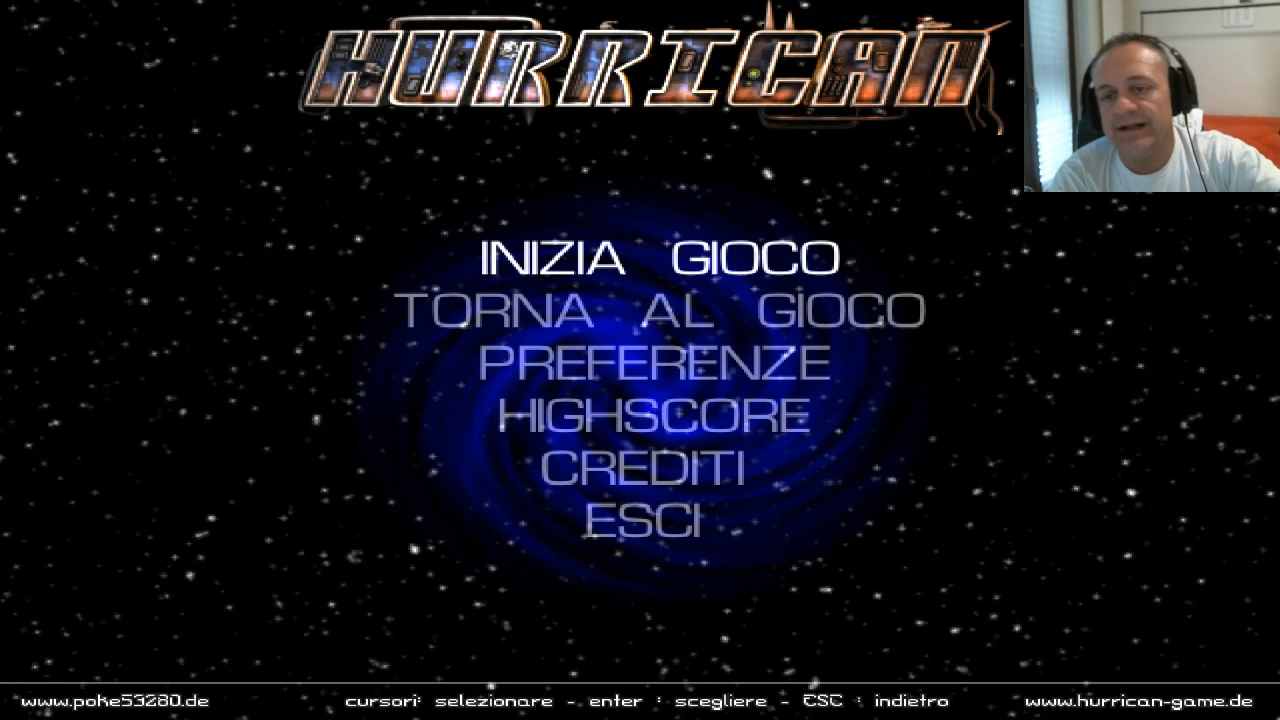 HURRICAN
INIZIA GIOCO
TORNA AL GIOCO
PREFERENZE
HIGHSCORE
CREDITI
ESCI
www.poke53280.de cursori: selezionare - enter : scegliere - ESC : indietro www.hurrican-game.de